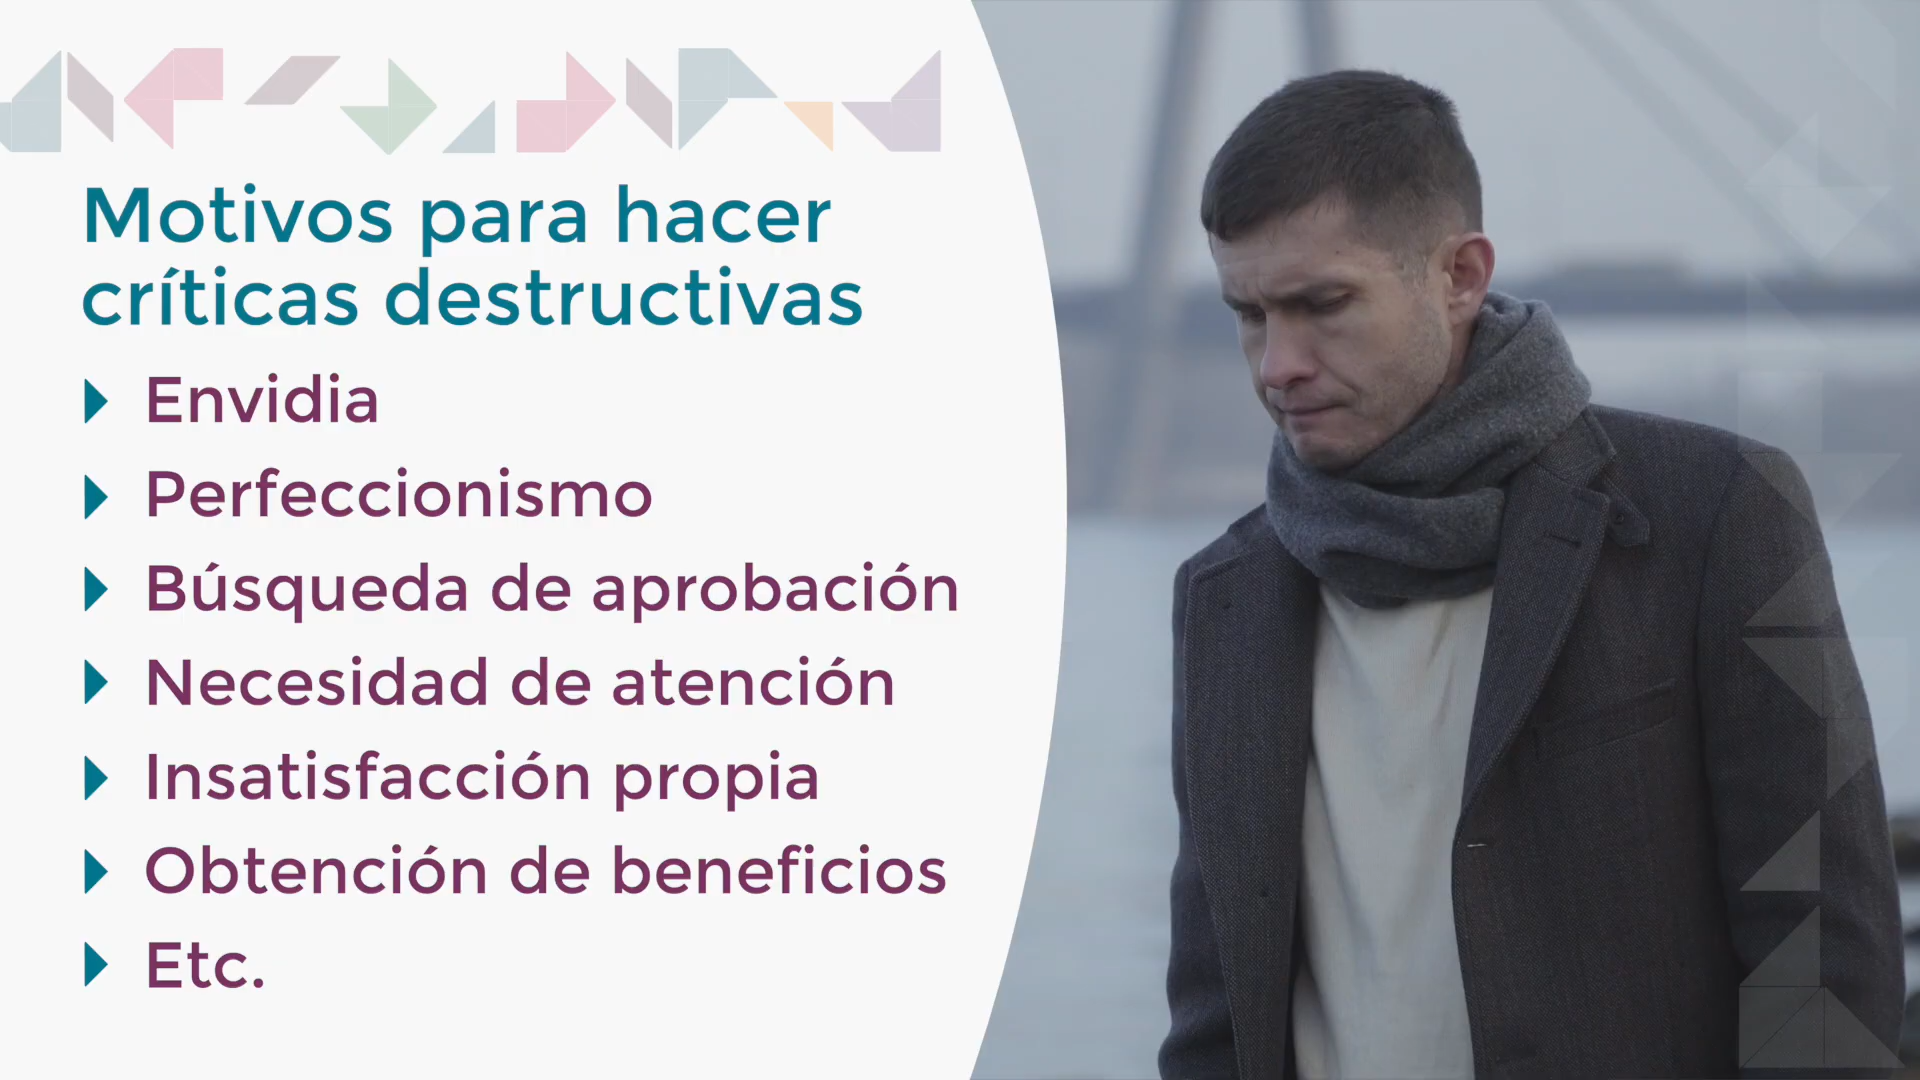 Motivos para hacer
críticas destructivas
Envidia
Perfeccionismo
Búsqueda de aprobación
Necesidad de atención
Insatisfacción propia
Obtención de beneficios
Etc.